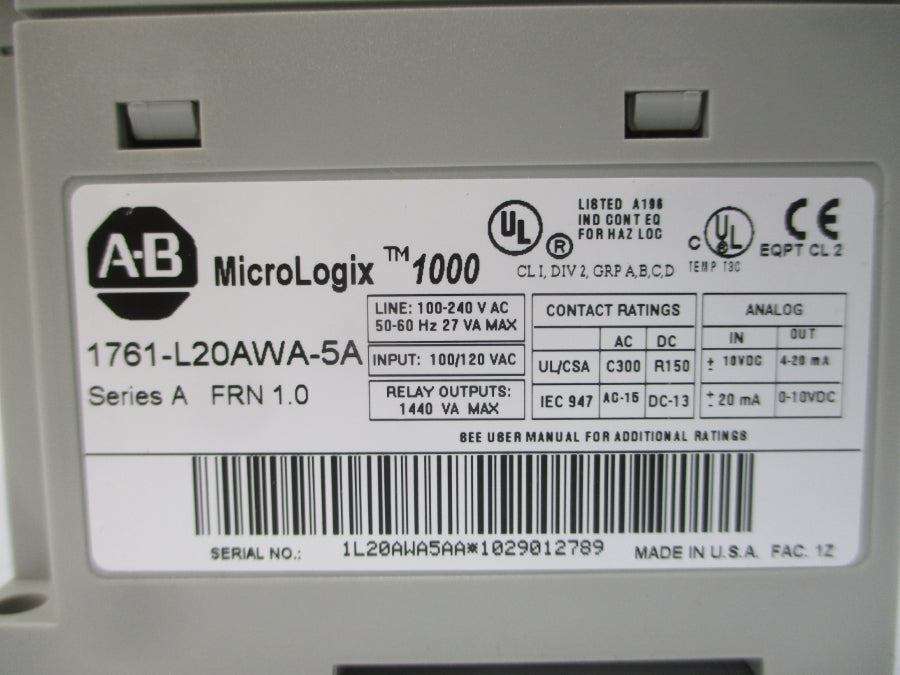 A·B
MicroLogix ™ 1000
1761-L20AWA-5A
Series A FRN 1.0
UL
®
LISTED A196
IND CONT EQ
FOR HAZ LOC
CL I, DIV 2, GRP A,B,C,D
C UL
TEMP T3C
CE
EQPT CL 2
LINE: 100-240 V AC
50-60 Hz 27 VA MAX
INPUT: 100/120 VAC
RELAY OUTPUTS:
1440 VA MAX
CONTACT RATINGS
AC DC
UL/CSA C300 R150
IEC 947 AC-15 DC-13
ANALOG
IN OUT
± 10VDC 4-20 mA
± 20 mA 0-10VDC
SEE USER MANUAL FOR ADDITIONAL RATINGS
SERIAL NO.: 1L20AWA5AA*1029012789 MADE IN U.S.A. FAC. 1Z